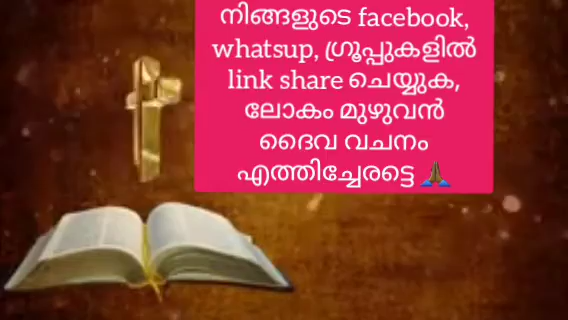 നിങ്ങളുടെ facebook,
whatsup, ഗ്രൂപ്പുകളിൽ
link share ചെയ്യുക,
ലോകം മുഴുവൻ
ദൈവ വചനം
എത്തിച്ചേരട്ടെ 🙏🏾